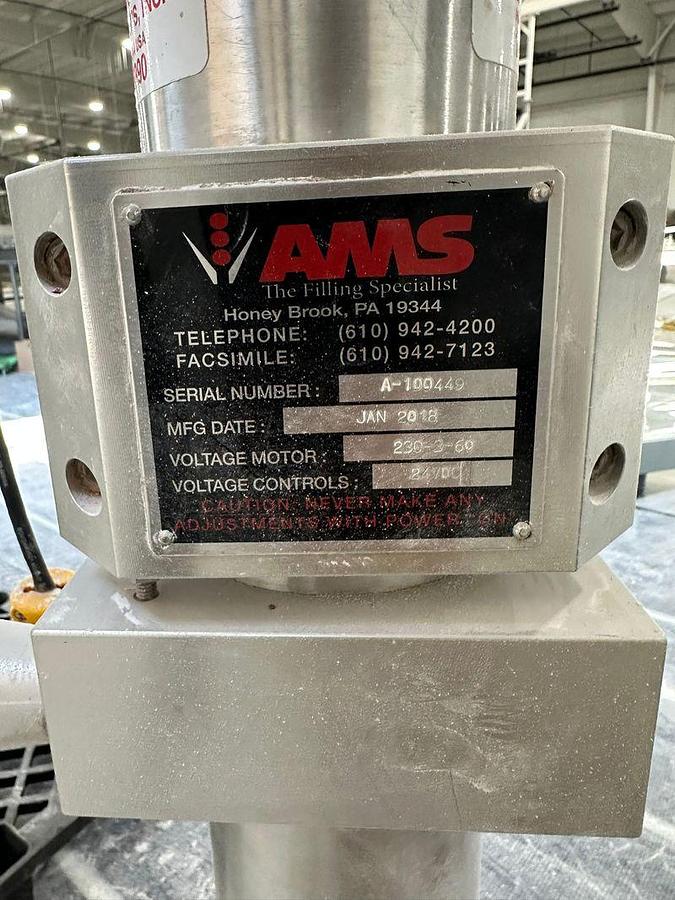 AMS
The Filling Specialist
Honey Brook, PA 19344
TELEPHONE: (610) 942-4200
FACSIMILE: (610) 942-7123
SERIAL NUMBER : A-100449
MFG DATE : JAN 2018
VOLTAGE MOTOR : 230-3-60
VOLTAGE CONTROLS : 24VDC
CAUTION: NEVER MAKE ANY
ADJUSTMENTS WITH POWER "ON"